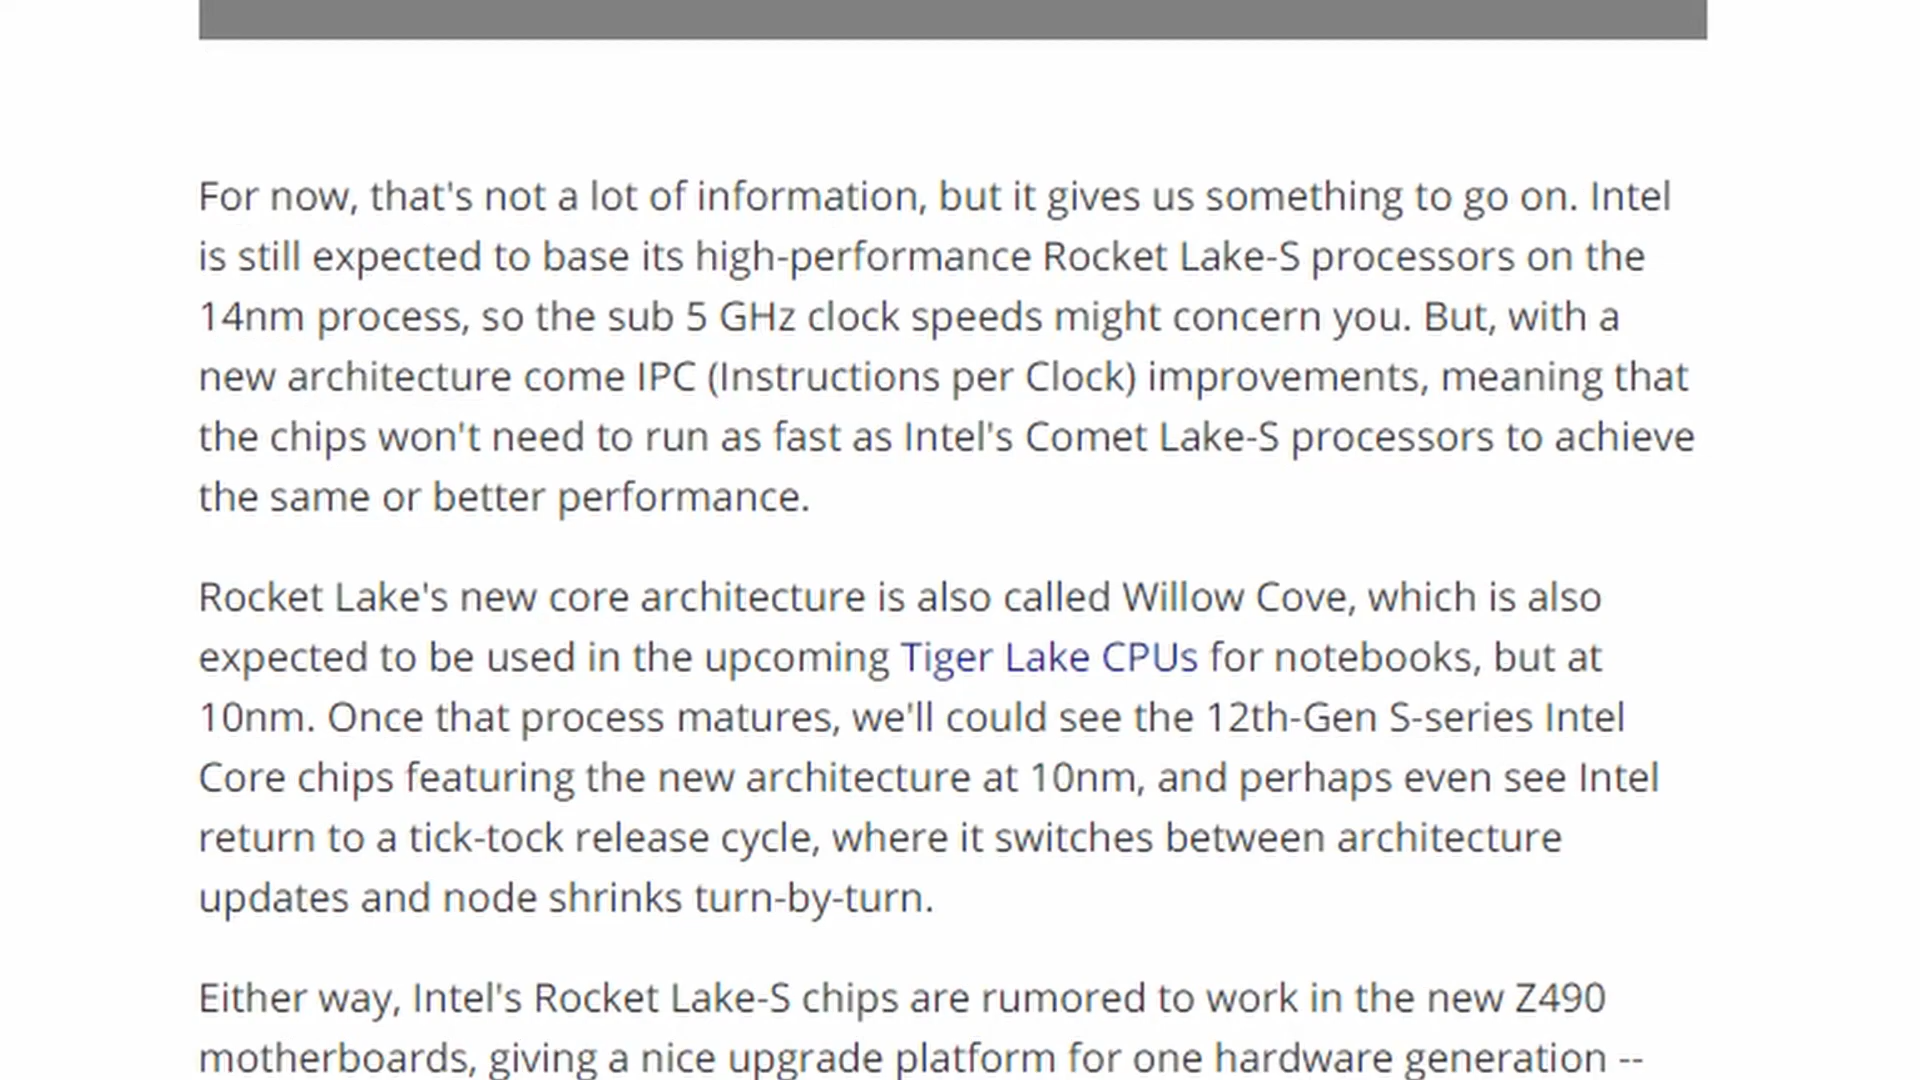 For now, that's not a lot of information, but it gives us something to go on. Intel
is still expected to base its high-performance Rocket Lake-S processors on the
14nm process, so the sub 5 GHz clock speeds might concern you. But, with a
new architecture come IPC (Instructions per Clock) improvements, meaning that
the chips won't need to run as fast as Intel's Comet Lake-S processors to achieve
the same or better performance.
Rocket Lake's new core architecture is also called Willow Cove, which is also
expected to be used in the upcoming Tiger Lake CPUs for notebooks, but at
10nm. Once that process matures, we'll could see the 12th-Gen S-series Intel
Core chips featuring the new architecture at 10nm, and perhaps even see Intel
return to a tick-tock release cycle, where it switches between architecture
updates and node shrinks turn-by-turn.
Either way, Intel's Rocket Lake-S chips are rumored to work in the new Z490
motherboards, giving a nice upgrade platform for one hardware generation --